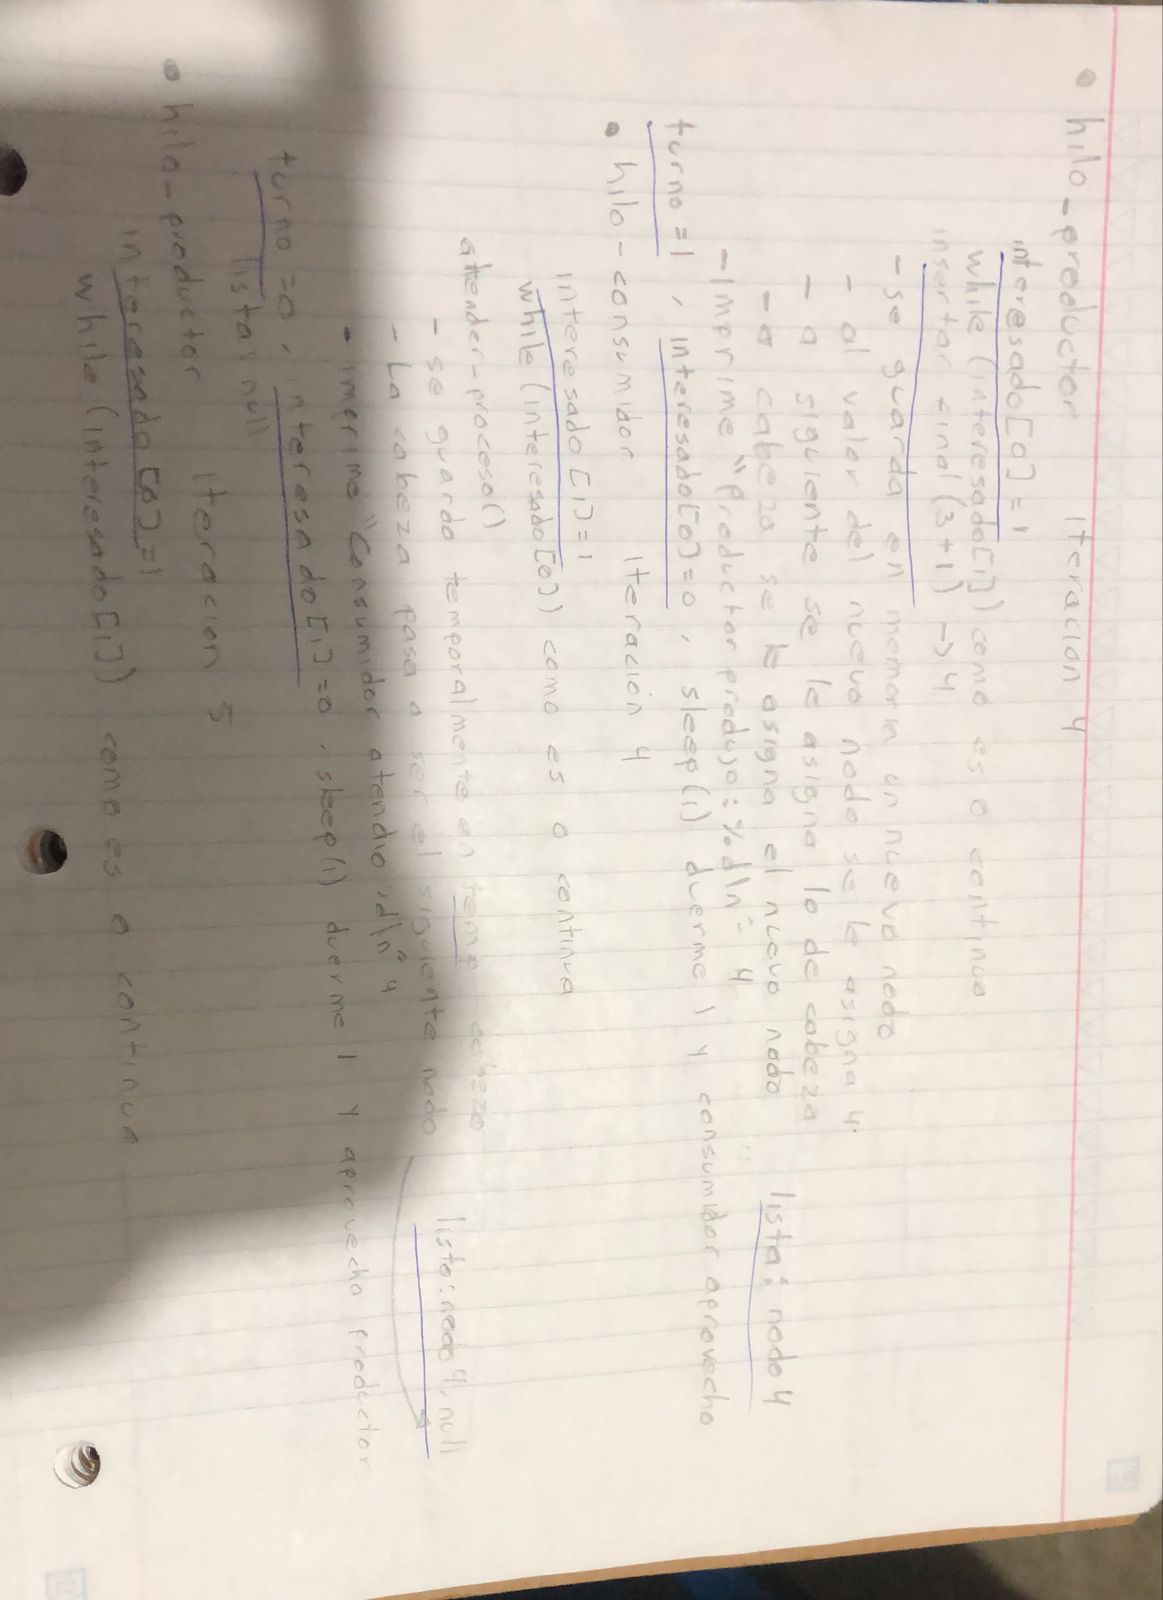 • hilo-productor Iteracion 4
interesado[0]=1
while(interesado[1]) como es 0 continuo
insertar final(3+1) → 4
- se guarda en memoria un nuevo nodo
- al valor del nuevo nodo se le asigna 4.
- a siguiente se le asigna lo de cabeza
- a cabeza se le asigna el nuevo nodo lista: nodo 4
- imprime "productor produjo: %d\n" 4
turno = 1, interesado[0]=0, sleep(1) duerme 1 y consumidor aprovecho
• hilo-consumidor Iteracion 4
interesado[1]=1
while(interesado[0]) como es 0 continua
atender-proceso()
- se guarda temporalmente en temp cabeza
- La cabeza pasa a ser el siguiente nodo lista: nodo 4, null
• imprime "Consumidor atendio: d\n" 4
turno = 0, interesado[1]=0, sleep(1) duerme 1 y aprovecha productor
lista: null
• hilo-productor Iteracion 5
interesado[0]=1
while(interesado[1]) como es 0 continua